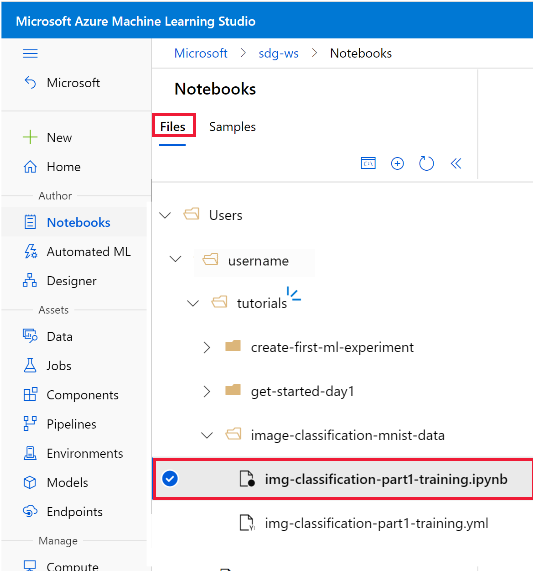 Microsoft Azure Machine Learning Studio
Microsoft > sdg-ws > Notebooks
Microsoft
New
Home
Author
Notebooks
Automated ML
Designer
Assets
Data
Jobs
Components
Pipelines
Environments
Models
Endpoints
Manage
Compute
Notebooks
Files Samples
Users
username
tutorials
create-first-ml-experiment
get-started-day1
image-classification-mnist-data
img-classification-part1-training.ipynb
img-classification-part1-training.yml